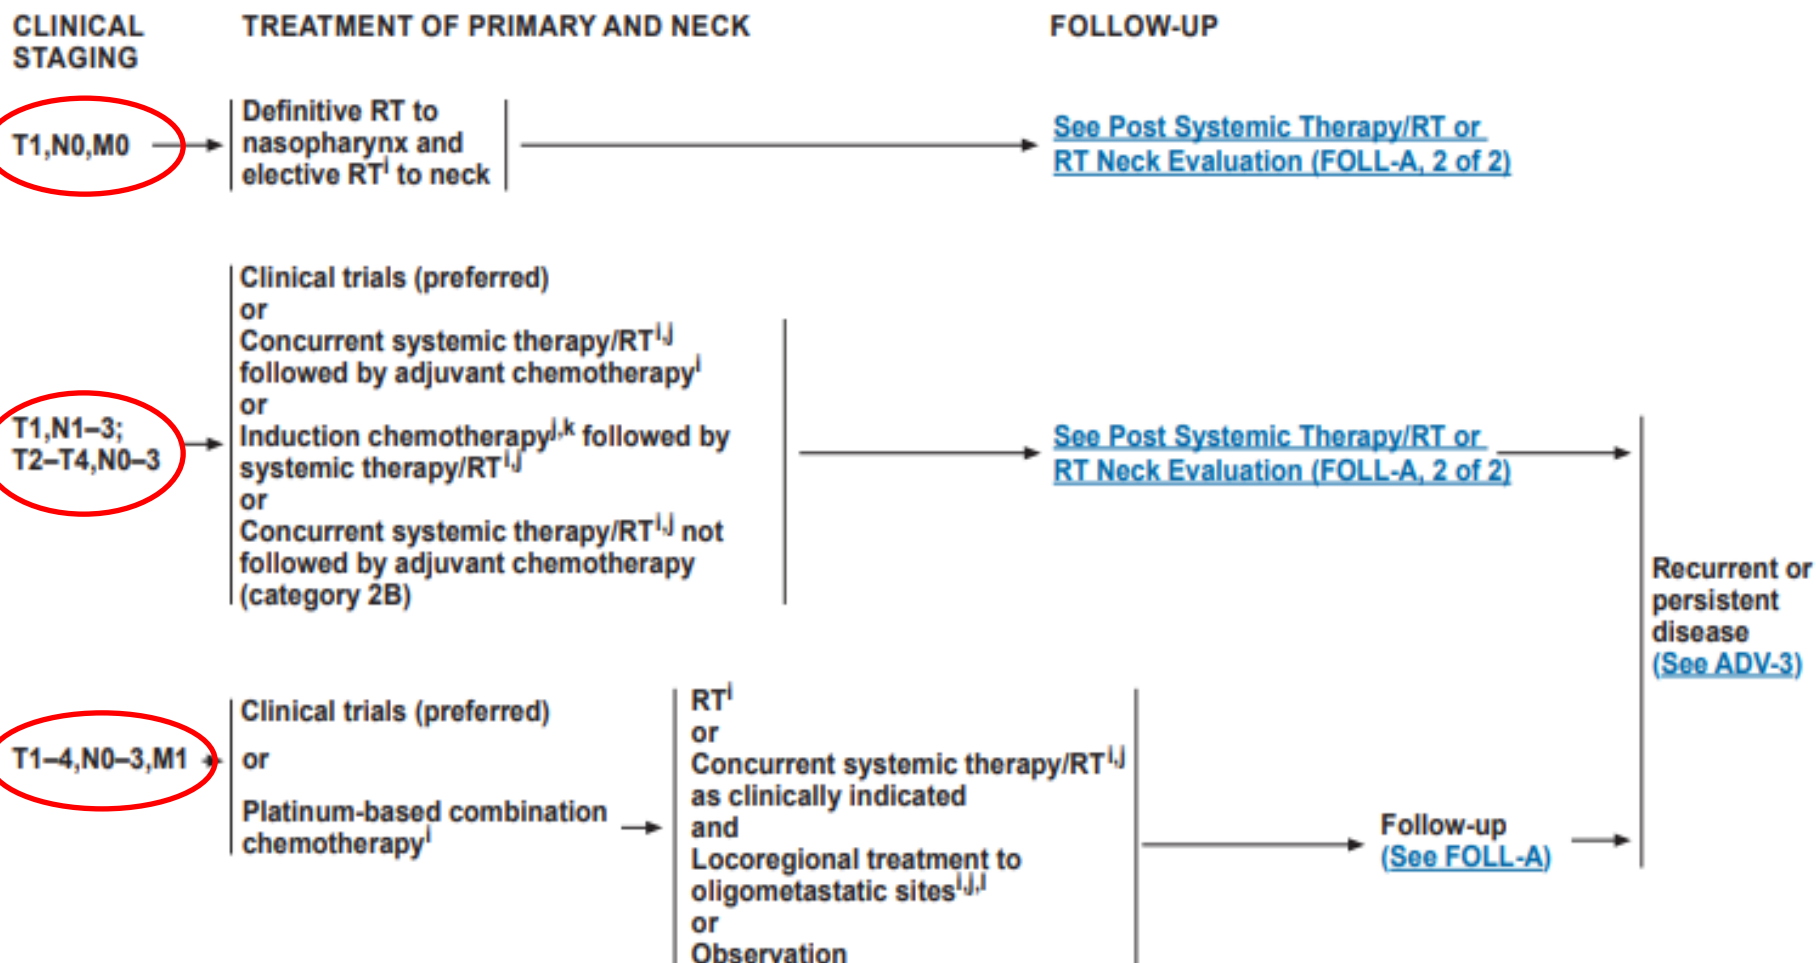 CLINICAL
STAGING
TREATMENT OF PRIMARY AND NECK
FOLLOW-UP
T1,N0,M0
Definitive RT to
nasopharynx and
elective RTi to neck
See Post Systemic Therapy/RT or
RT Neck Evaluation (FOLL-A, 2 of 2)
T1,N1–3;
T2–T4,N0–3
Clinical trials (preferred)
or
Concurrent systemic therapy/RTi,j
followed by adjuvant chemotherapyi
or
Induction chemotherapyj,k followed by
systemic therapy/RTi,j
or
Concurrent systemic therapy/RTi,j not
followed by adjuvant chemotherapy
(category 2B)
See Post Systemic Therapy/RT or
RT Neck Evaluation (FOLL-A, 2 of 2)
Recurrent or
persistent
disease
(See ADV-3)
T1–4,N0–3,M1
Clinical trials (preferred)
or
Platinum-based combination
chemotherapyi
RTi
or
Concurrent systemic therapy/RTi,j
as clinically indicated
and
Locoregional treatment to
oligometastatic sitesi,j,l
or
Observation
Follow-up
(See FOLL-A)